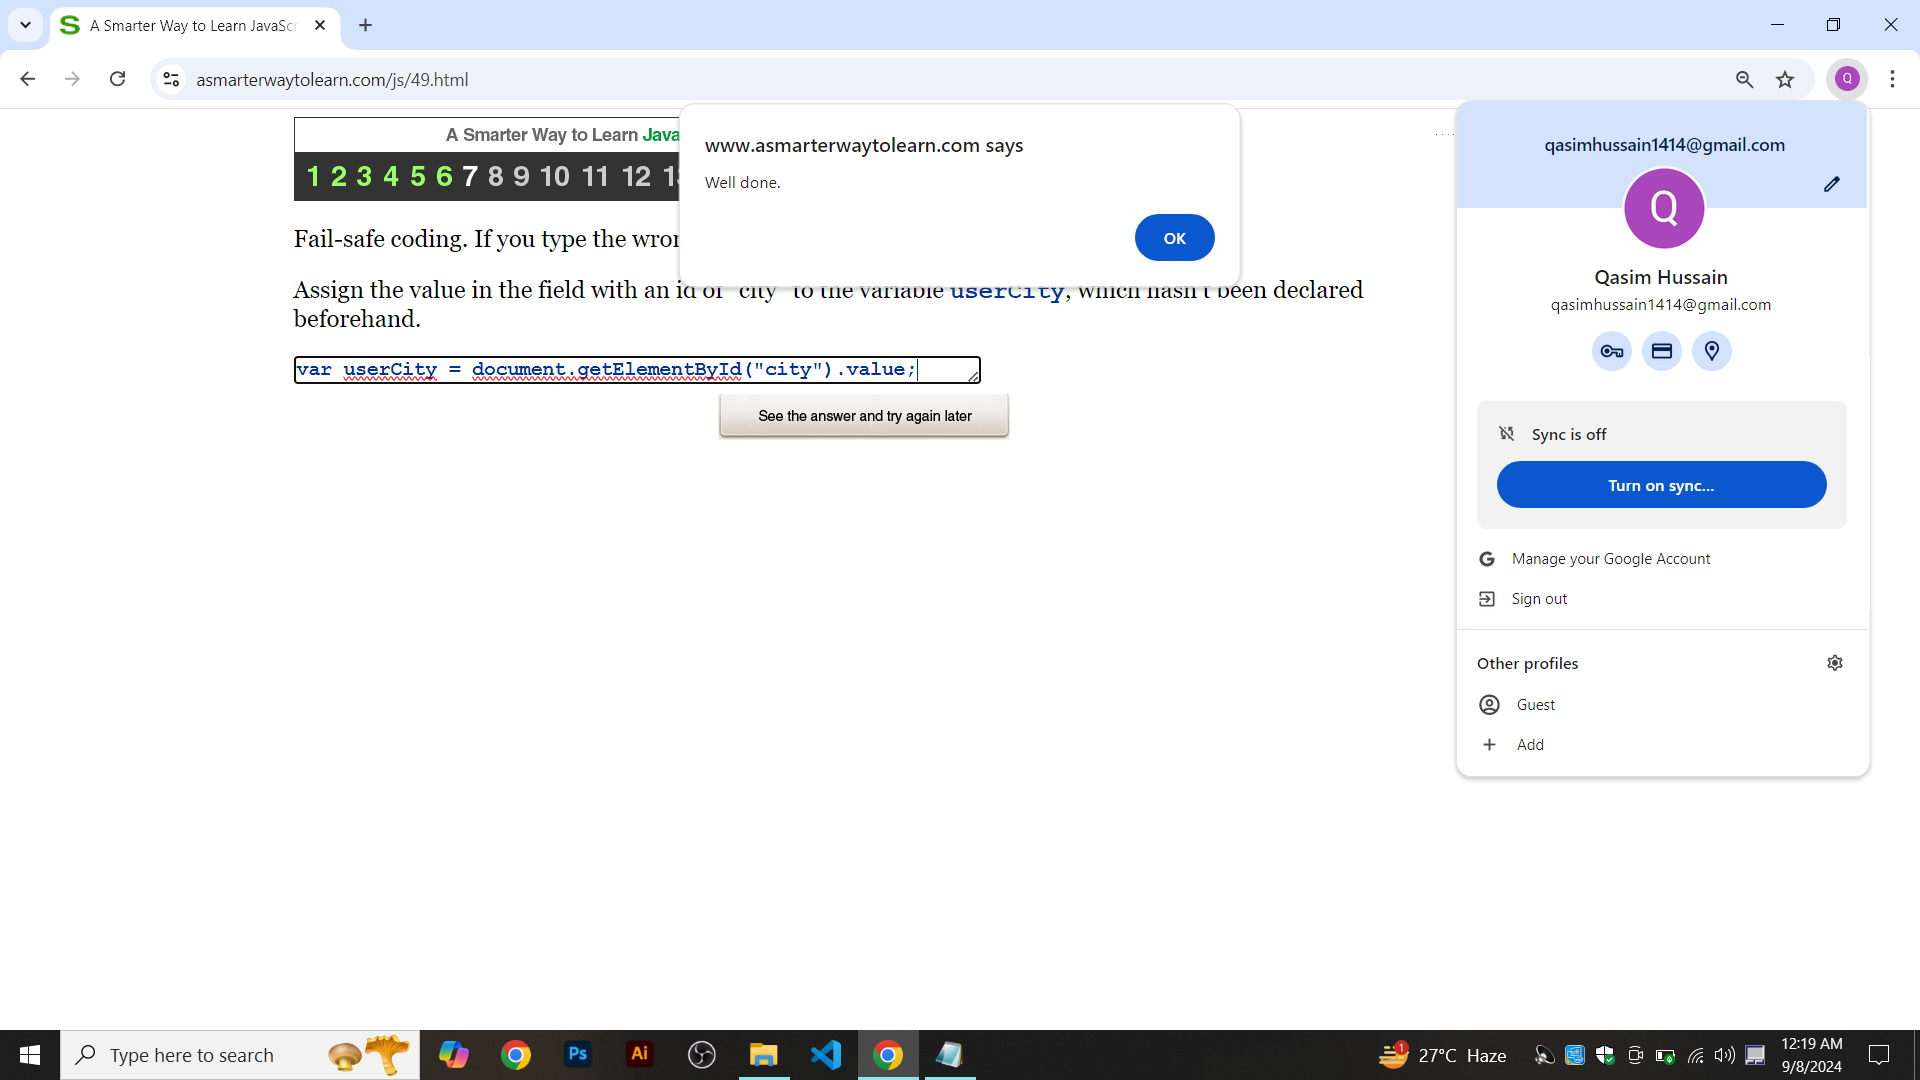 A Smarter Way to Learn JavaScr
asmarterwaytolearn.com/js/49.html
Q
A Smarter Way to Learn Java
1 2 3 4 5 6 7 8 9 10 11 12
www.asmarterwaytolearn.com says
Well done.
OK
Fail-safe coding. If you type the
Assign the value in the field with an id of "city" to the variable userCity, which hasn't been declared
beforehand.
var userCity = document.getElementById("city").value;
See the answer and try again later
qasimhussain1414@gmail.com
Q
Qasim Hussain
qasimhussain1414@gmail.com
Sync is off
Turn on sync...
Manage your Google Account
Sign out
Other profiles
Guest
Add
Type here to search
Ps
Ai
1
27°C Haze
12:19 AM
9/8/2024